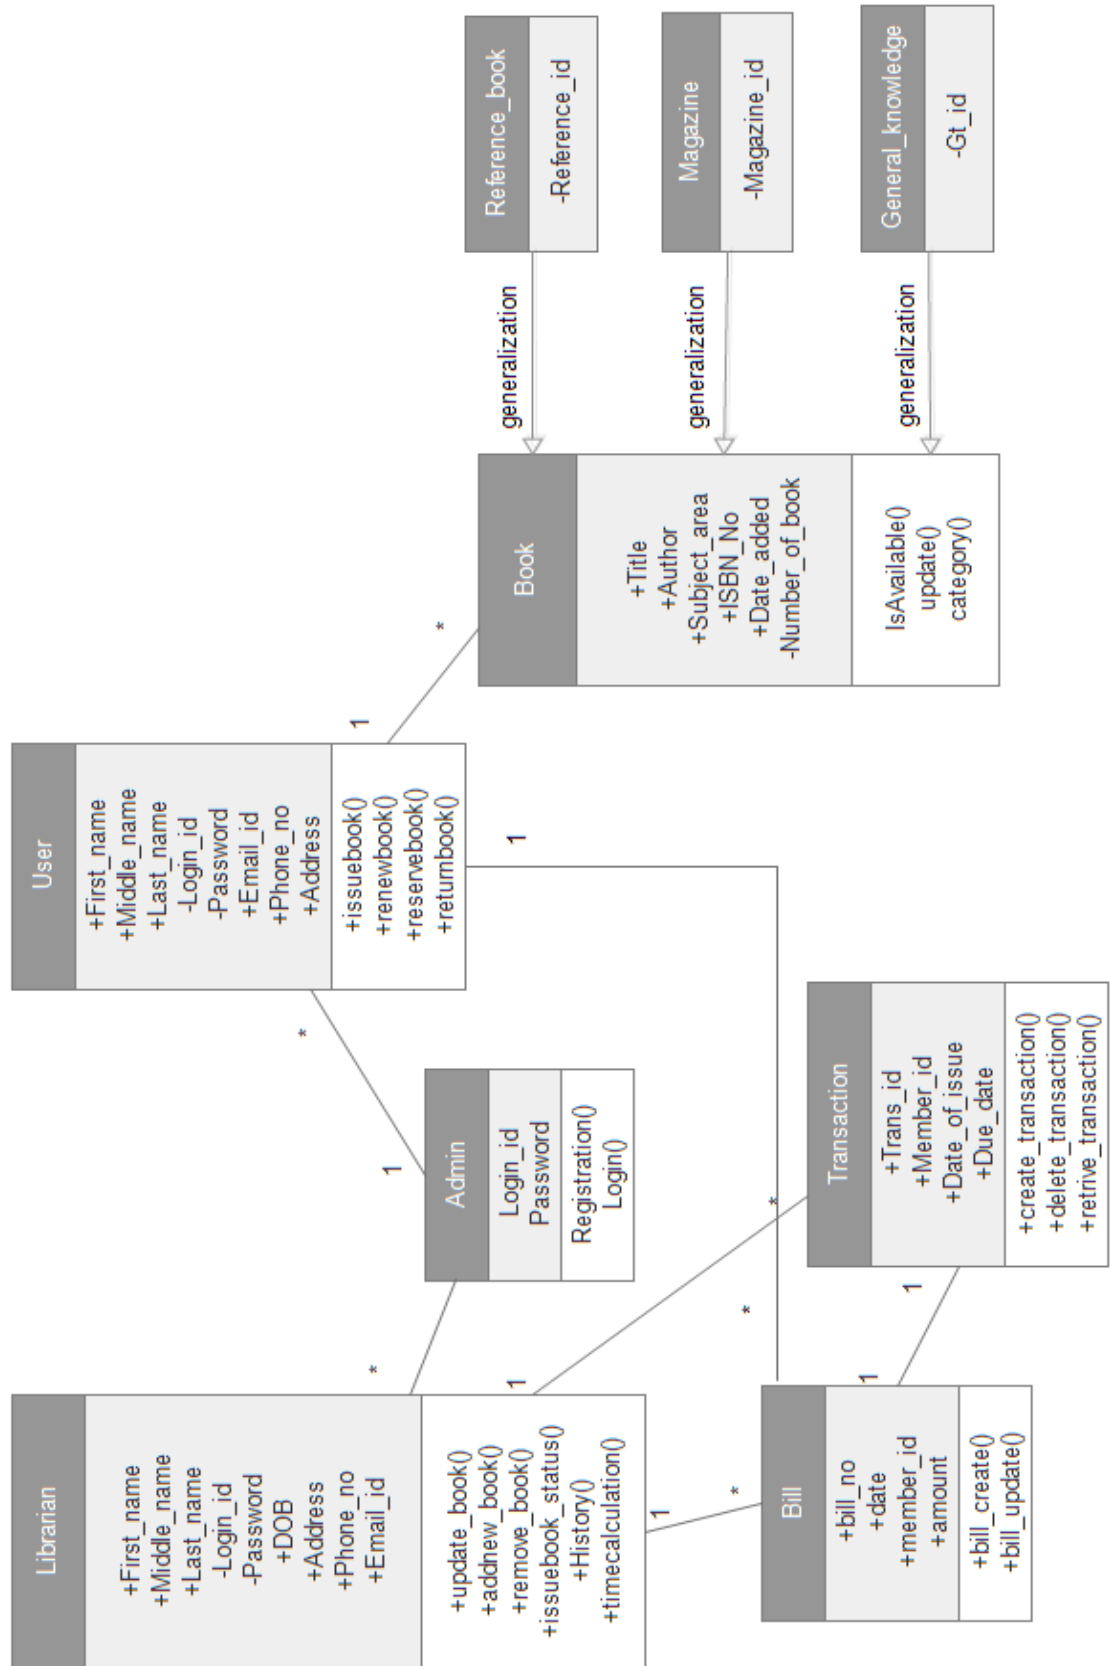 Librarian
+First_name
+Middle_name
+Last_name
-Login_id
-Password
+DOB
+Address
+Phone_no
+Email_id
+update_book()
+addnew_book()
+remove_book()
+issuebook_status()
+History()
+timecalculation()
*
1
1
*
Admin
Login_id
Password
Registration()
Login()
1
*
User
+First_name
+Middle_name
+Last_name
-Login_id
-Password
+Email_id
+Phone_no
+Address
+issuebook()
+renewbook()
+reservebook()
+returnbook()
1
*
1
*
Bill
+bill_no
+date
+member_id
+amount
+bill_create()
+bill_update()
1
1
*
Transaction
+Trans_id
+Member_id
+Date_of_issue
+Due_date
+create_transaction()
+delete_transaction()
+retrive_transaction()
Book
+Title
+Author
+Subject_area
+ISBN_No
+Date_added
-Number_of_book
IsAvailable()
update()
category()
generalization
generalization
generalization
Reference_book
-Reference_id
Magazine
-Magazine_id
General_knowledge
-Gt_id